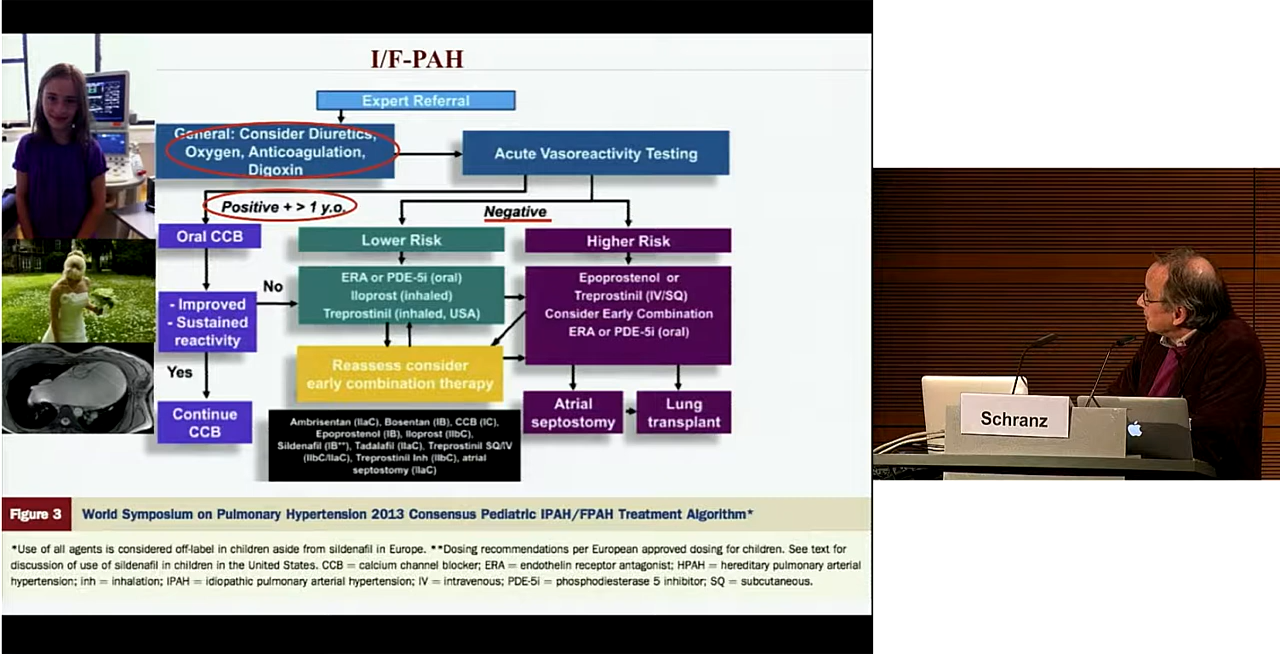 I/F-PAH
Expert Referral
General: Consider Diuretics,
Oxygen, Anticoagulation,
Digoxin
Acute Vasoreactivity Testing
Positive + > 1 y.o.
Negative
Oral CCB
Lower Risk
Higher Risk
ERA or PDE-5i (oral)
Iloprost (inhaled)
Treprostinil (inhaled, USA)
Epoprostenol or
Treprostinil (IV/SQ)
Consider Early Combination
ERA or PDE-5i (oral)
No
- Improved
- Sustained
reactivity
Reassess consider
early combination therapy
Yes
Continue
CCB
Atrial
septostomy
Lung
transplant
Ambrisentan (IIaC), Bosentan (IB), CCB (IC),
Epoprostenol (IB), Iloprost (IIbC),
Sildenafil (IB**), Tadalafil (IIaC), Treprostinil SQ/IV
(IIbC/IIaC), Treprostinil Inh (IIbC), atrial
septostomy (IIaC)
Figure 3 World Symposium on Pulmonary Hypertension 2013 Consensus Pediatric IPAH/FPAH Treatment Algorithm*
*Use of all agents is considered off-label in children aside from sildenafil in Europe. **Dosing recommendations per European approved dosing for children. See text for
discussion of use of sildenafil in children in the United States. CCB = calcium channel blocker; ERA = endothelin receptor antagonist; HPAH = hereditary pulmonary arterial
hypertension; inh = inhalation; IPAH = idiopathic pulmonary arterial hypertension; IV = intravenous; PDE-5i = phosphodiesterase 5 inhibitor; SQ = subcutaneous.
Schranz